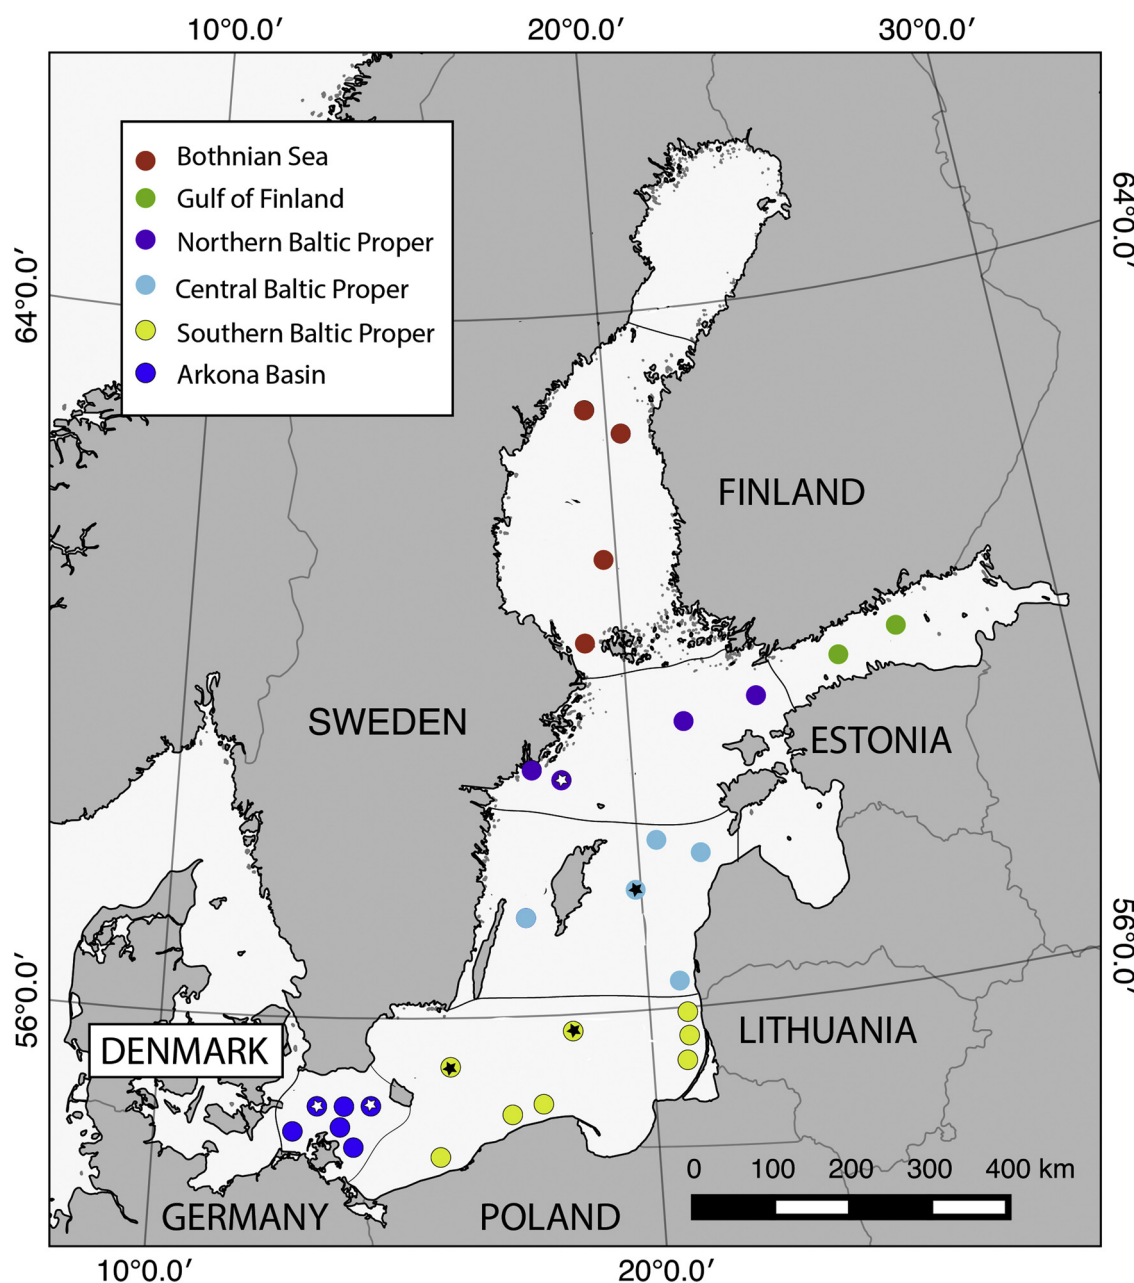 10°0.0′ 20°0.0′ 30°0.0′
Bothnian Sea
Gulf of Finland
Northern Baltic Proper
Central Baltic Proper
Southern Baltic Proper
Arkona Basin
64°0.0′
64°0.0′
FINLAND
SWEDEN
ESTONIA
56°0.0′
56°0.0′
LITHUANIA
DENMARK
0 100 200 300 400 km
GERMANY
POLAND
10°0.0′ 20°0.0′